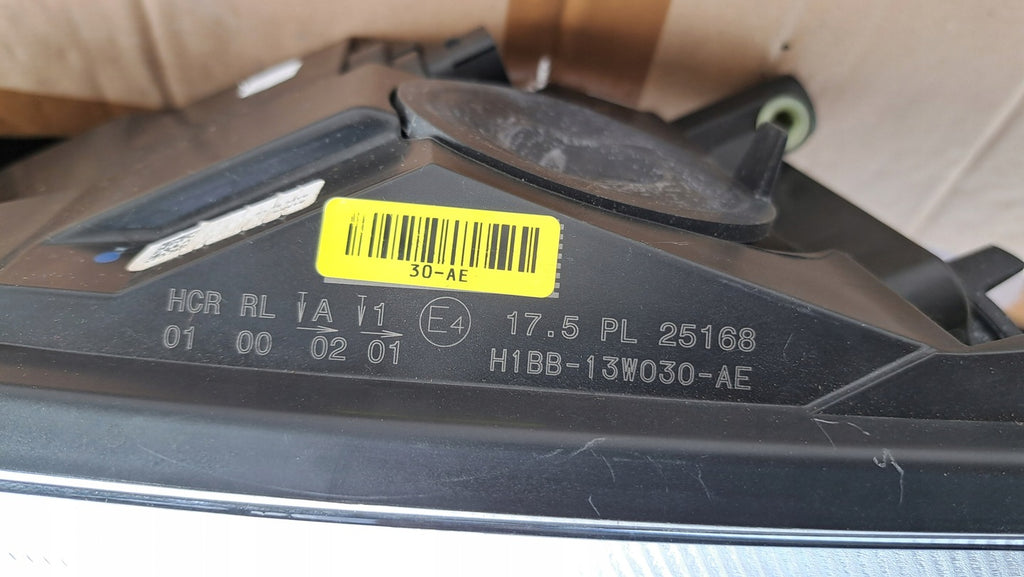 30-AE
HCR RL A 1 E4 17.5 PL 25168
01 00 02 01 H1BB-13W030-AE